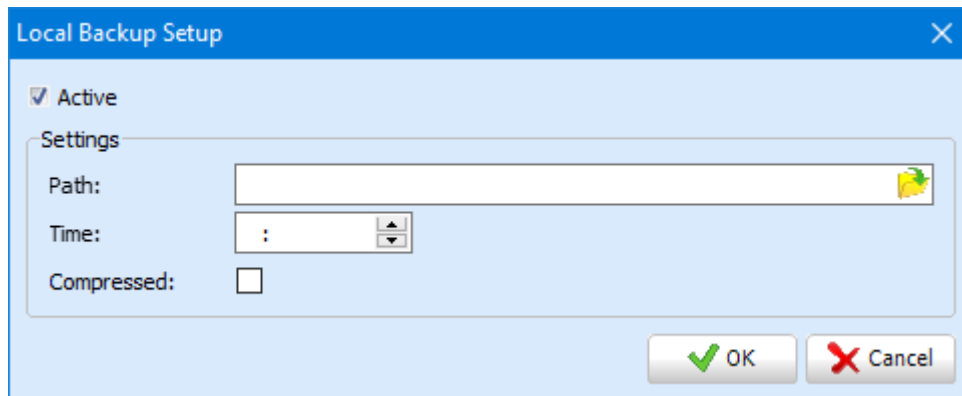 Local Backup Setup
Active
Settings
Path:
Time: :
Compressed:
OK Cancel